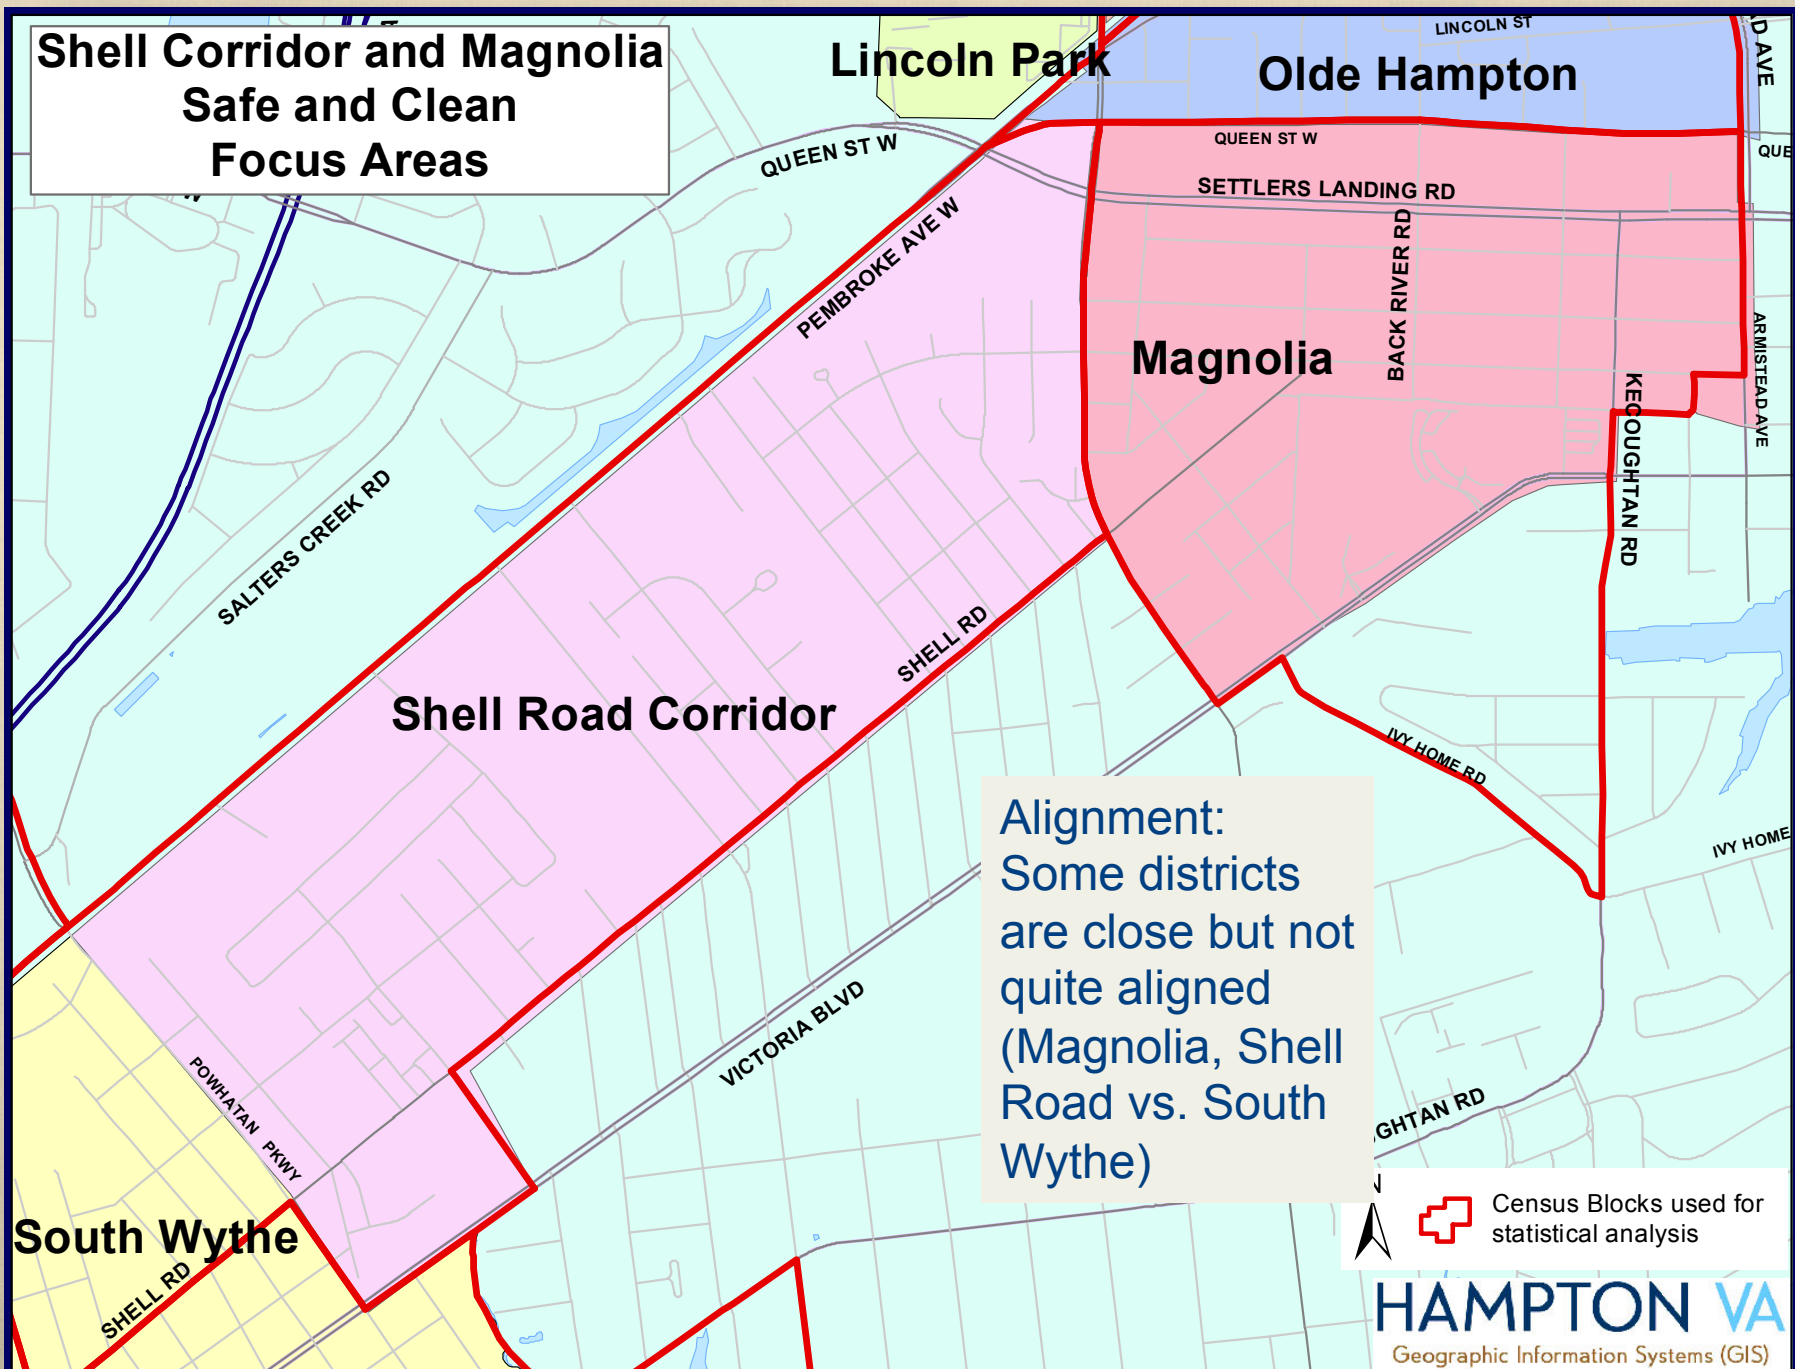 Shell Corridor and Magnolia
Safe and Clean
Focus Areas
Lincoln Park
LINCOLN ST
Olde Hampton
QUEEN ST W
QUEEN ST W
SETTLERS LANDING RD
PEMBROKE AVE W
BACK RIVER RD
Magnolia
ARMISTEAD AVE
KECOUGHTAN RD
SALTERS CREEK RD
SHELL RD
Shell Road Corridor
IVY HOME RD
IVY HOME
Alignment:
Some districts
are close but not
quite aligned
(Magnolia, Shell
Road vs. South
Wythe)
VICTORIA BLVD
POWHATAN PKWY
GHTAN RD
South Wythe
SHELL RD
N
Census Blocks used for
statistical analysis
HAMPTON VA
Geographic Information Systems (GIS)